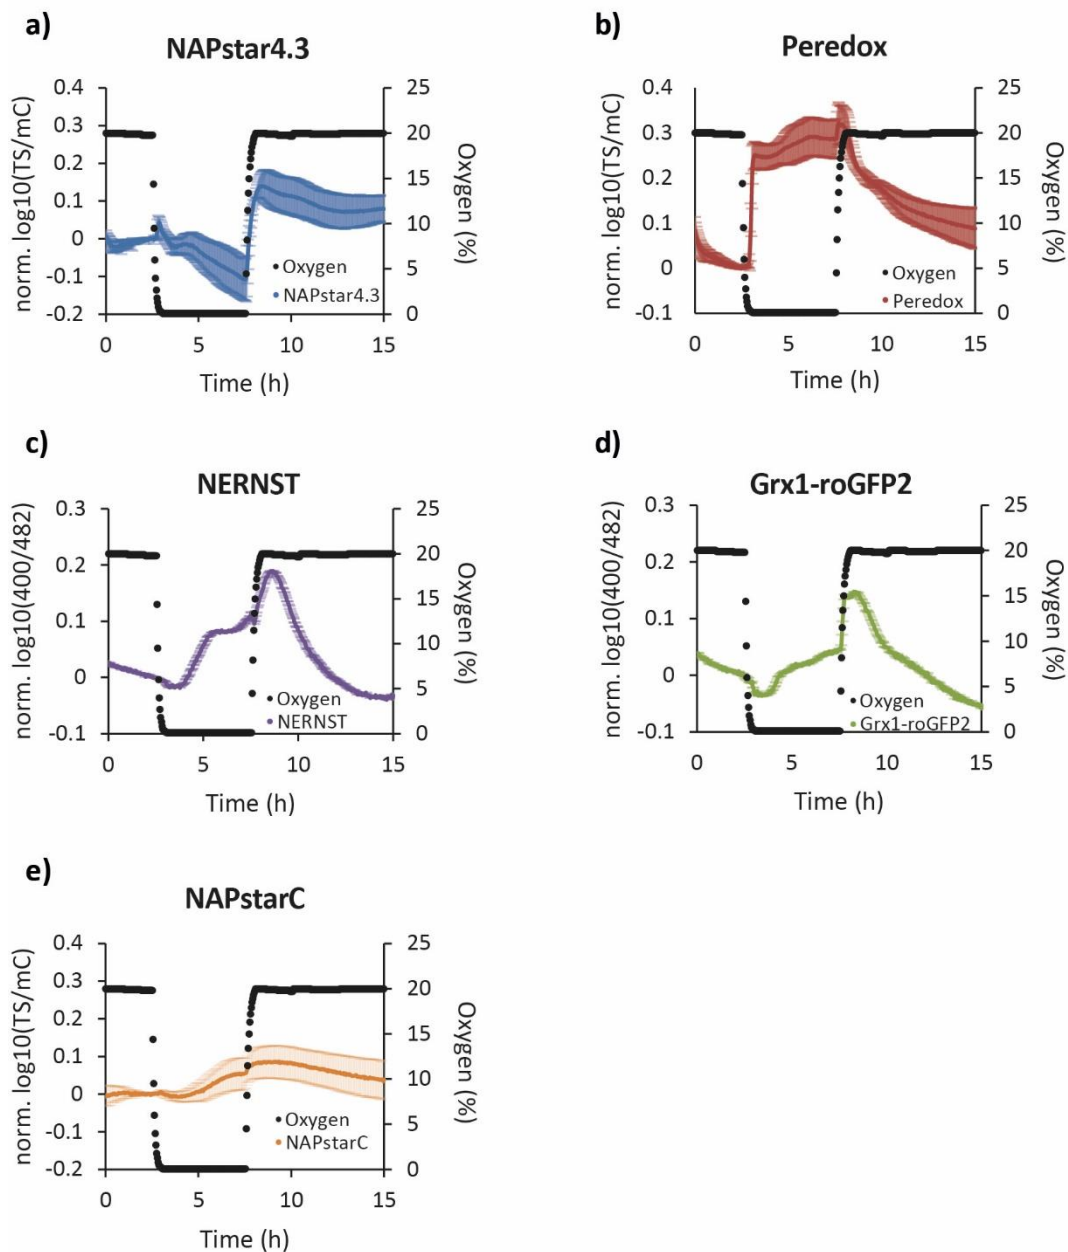 a)
NAPstar4.3
norm. log10(TS/mC)
0.4
0.3
0.2
0.1
0
-0.1
-0.2
25
20
15
10
5
0
Oxygen (%)
Oxygen
NAPstar4.3
0 5 10 15
Time (h)
b)
Peredox
norm. log10(TS/mC)
0.4
0.3
0.2
0.1
0
-0.1
25
20
15
10
5
0
Oxygen (%)
Oxygen
Peredox
0 5 10 15
Time (h)
c)
NERNST
norm. log10(400/482)
0.3
0.2
0.1
0
-0.1
25
20
15
10
5
0
Oxygen (%)
Oxygen
NERNST
0 5 10 15
Time (h)
d)
Grx1-roGFP2
norm. log10(400/482)
0.3
0.2
0.1
0
-0.1
25
20
15
10
5
0
Oxygen (%)
Oxygen
Grx1-roGFP2
0 5 10 15
Time (h)
e)
NAPstarC
norm. log10(TS/mC)
0.4
0.3
0.2
0.1
0
-0.1
-0.2
25
20
15
10
5
0
Oxygen (%)
Oxygen
NAPstarC
0 5 10 15
Time (h)